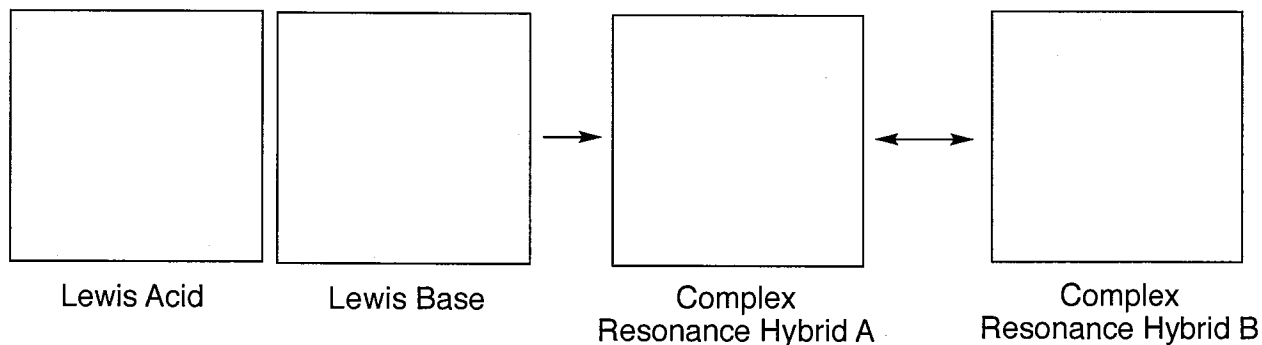 Lewis Acid
Lewis Base
Complex
Resonance Hybrid A
Complex
Resonance Hybrid B